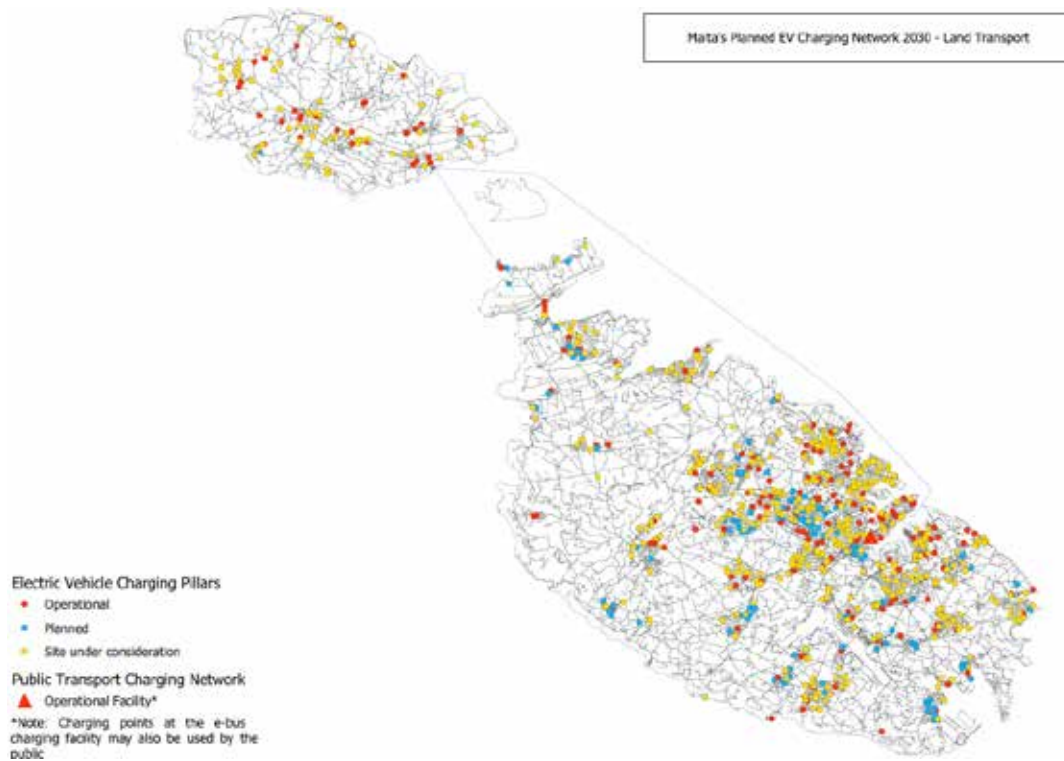 Malta's Planned EV Charging Network 2030 - Land Transport
Electric Vehicle Charging Pillars
Operational
Planned
Site under consideration
Public Transport Charging Network
Operational Facility*
*Note: Charging points at the e-bus
charging facility may also be used by the
public